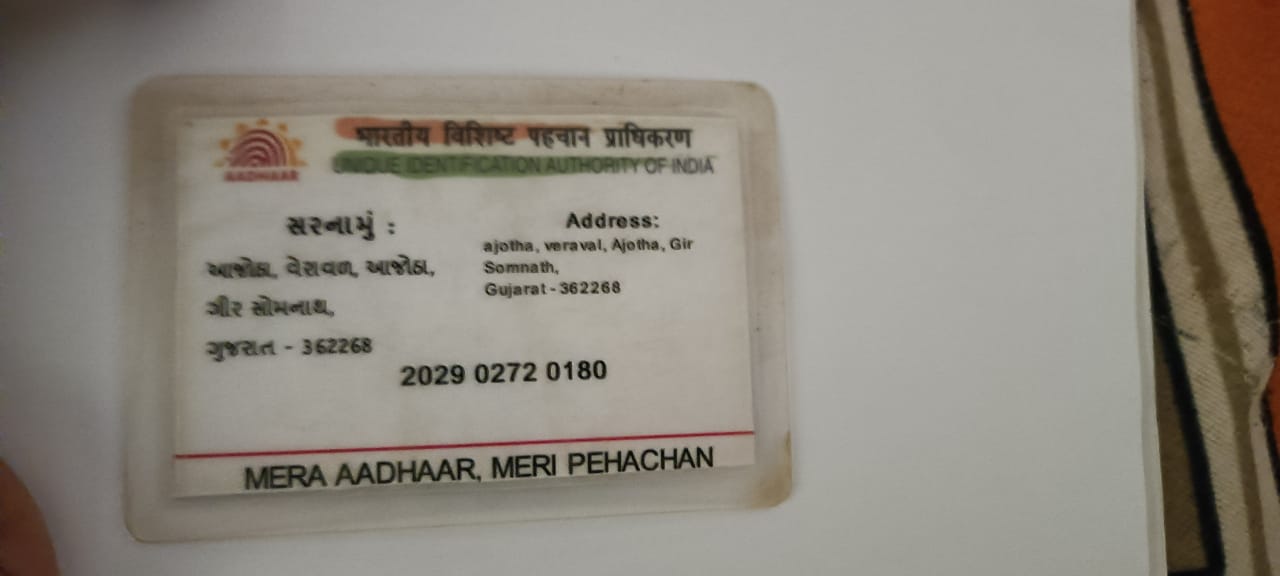 भारतीय विशिष्ट पहचान प्राधिकरण
UNIQUE IDENTIFICATION AUTHORITY OF INDIA
AADHAAR
સરનામું :
આજોઠા, વેરાવળ, આજોઠા,
ગીર સોમનાથ,
ગુજરાત - 362268
Address:
ajotha, veraval, Ajotha, Gir
Somnath,
Gujarat - 362268
2029 0272 0180
MERA AADHAAR, MERI PEHACHAN